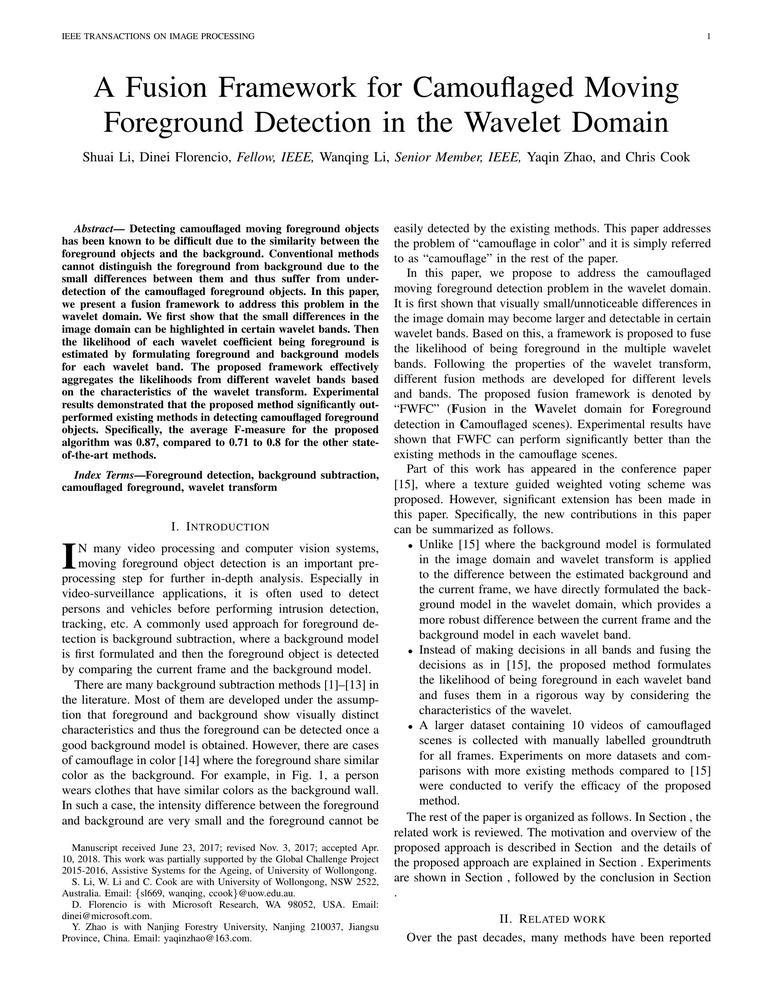 IEEE TRANSACTIONS ON IMAGE PROCESSING
1
A Fusion Framework for Camouflaged Moving
Foreground Detection in the Wavelet Domain
Shuai Li, Dinei Florencio, Fellow, IEEE, Wanqing Li, Senior Member, IEEE, Yaqin Zhao, and Chris Cook
Abstract— Detecting camouflaged moving foreground objects
has been known to be difficult due to the similarity between the
foreground objects and the background. Conventional methods
cannot distinguish the foreground from background due to the
small differences between them and thus suffer from under-
detection of the camouflaged foreground objects. In this paper,
we present a fusion framework to address this problem in the
wavelet domain. We first show that the small differences in the
image domain can be highlighted in certain wavelet bands. Then
the likelihood of each wavelet coefficient being foreground is
estimated by formulating foreground and background models
for each wavelet band. The proposed framework effectively
aggregates the likelihoods from different wavelet bands based
on the characteristics of the wavelet transform. Experimental
results demonstrated that the proposed method significantly out-
performed existing methods in detecting camouflaged foreground
objects. Specifically, the average F-measure for the proposed
algorithm was 0.87, compared to 0.71 to 0.8 for the other state-
of-the-art methods.
Index Terms—Foreground detection, background subtraction,
camouflaged foreground, wavelet transform
I. INTRODUCTION
IN many video processing and computer vision systems,
moving foreground object detection is an important pre-
processing step for further in-depth analysis. Especially in
video-surveillance applications, it is often used to detect
persons and vehicles before performing intrusion detection,
tracking, etc. A commonly used approach for foreground de-
tection is background subtraction, where a background model
is first formulated and then the foreground object is detected
by comparing the current frame and the background model.
There are many background subtraction methods [1]–[13] in
the literature. Most of them are developed under the assump-
tion that foreground and background show visually distinct
characteristics and thus the foreground can be detected once a
good background model is obtained. However, there are cases
of camouflage in color [14] where the foreground share similar
color as the background. For example, in Fig. 1, a person
wears clothes that have similar colors as the background wall.
In such a case, the intensity difference between the foreground
and background are very small and the foreground cannot be
Manuscript received June 23, 2017; revised Nov. 3, 2017; accepted Apr.
10, 2018. This work was partially supported by the Global Challenge Project
2015-2016, Assistive Systems for the Ageing, of University of Wollongong.
S. Li, W. Li and C. Cook are with University of Wollongong, NSW 2522,
Australia. Email: {sl669, wanqing, ccook}@uow.edu.au.
D. Florencio is with Microsoft Research, WA 98052, USA. Email:
dinei@microsoft.com.
Y. Zhao is with Nanjing Forestry University, Nanjing 210037, Jiangsu
Province, China. Email: yaqinzhao@163.com.
easily detected by the existing methods. This paper addresses
the problem of “camouflage in color” and it is simply referred
to as “camouflage” in the rest of the paper.
In this paper, we propose to address the camouflaged
moving foreground detection problem in the wavelet domain.
It is first shown that visually small/unnoticeable differences in
the image domain may become larger and detectable in certain
wavelet bands. Based on this, a framework is proposed to fuse
the likelihood of being foreground in the multiple wavelet
bands. Following the properties of the wavelet transform,
different fusion methods are developed for different levels
and bands. The proposed fusion framework is denoted by
“FWFC” (Fusion in the Wavelet domain for Foreground
detection in Camouflaged scenes). Experimental results have
shown that FWFC can perform significantly better than the
existing methods in the camouflage scenes.
Part of this work has appeared in the conference paper
[15], where a texture guided weighted voting scheme was
proposed. However, significant extension has been made in
this paper. Specifically, the new contributions in this paper
can be summarized as follows.
• Unlike [15] where the background model is formulated
in the image domain and wavelet transform is applied
to the difference between the estimated background and
the current frame, we have directly formulated the back-
ground model in the wavelet domain, which provides a
more robust difference between the current frame and the
background model in each wavelet band.
• Instead of making decisions in all bands and fusing the
decisions as in [15], the proposed method formulates
the likelihood of being foreground in each wavelet band
and fuses them in a rigorous way by considering the
characteristics of the wavelet.
• A larger dataset containing 10 videos of camouflaged
scenes is collected with manually labelled groundtruth
for all frames. Experiments on more datasets and com-
parisons with more existing methods compared to [15]
were conducted to verify the efficacy of the proposed
method.
The rest of the paper is organized as follows. In Section , the
related work is reviewed. The motivation and overview of the
proposed approach is described in Section and the details of
the proposed approach are explained in Section . Experiments
are shown in Section , followed by the conclusion in Section
.
II. RELATED WORK
Over the past decades, many methods have been reported